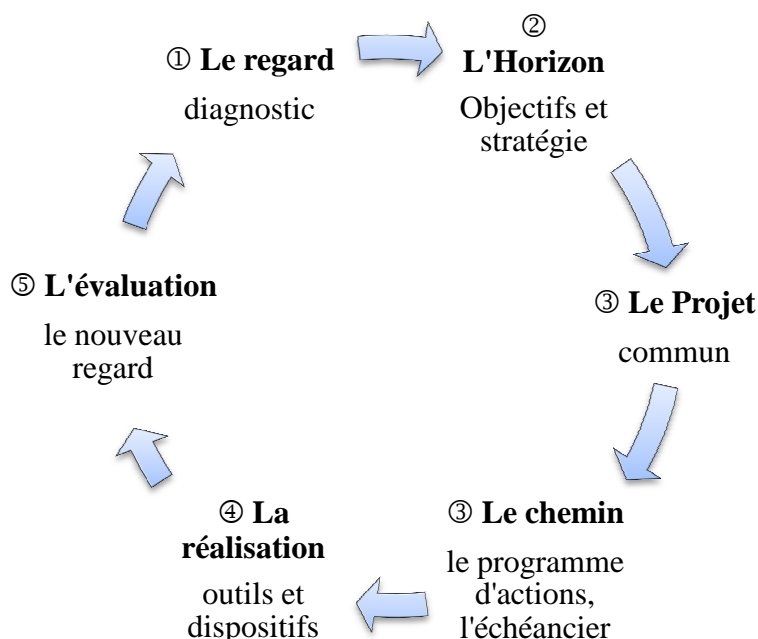 ① Le regard
diagnostic
②
L'Horizon
Objectifs et
stratégie
③ Le Projet
commun
③ Le chemin
le programme
d'actions,
l'échéancier
④ La
réalisation
outils et
dispositifs
⑤ L'évaluation
le nouveau
regard